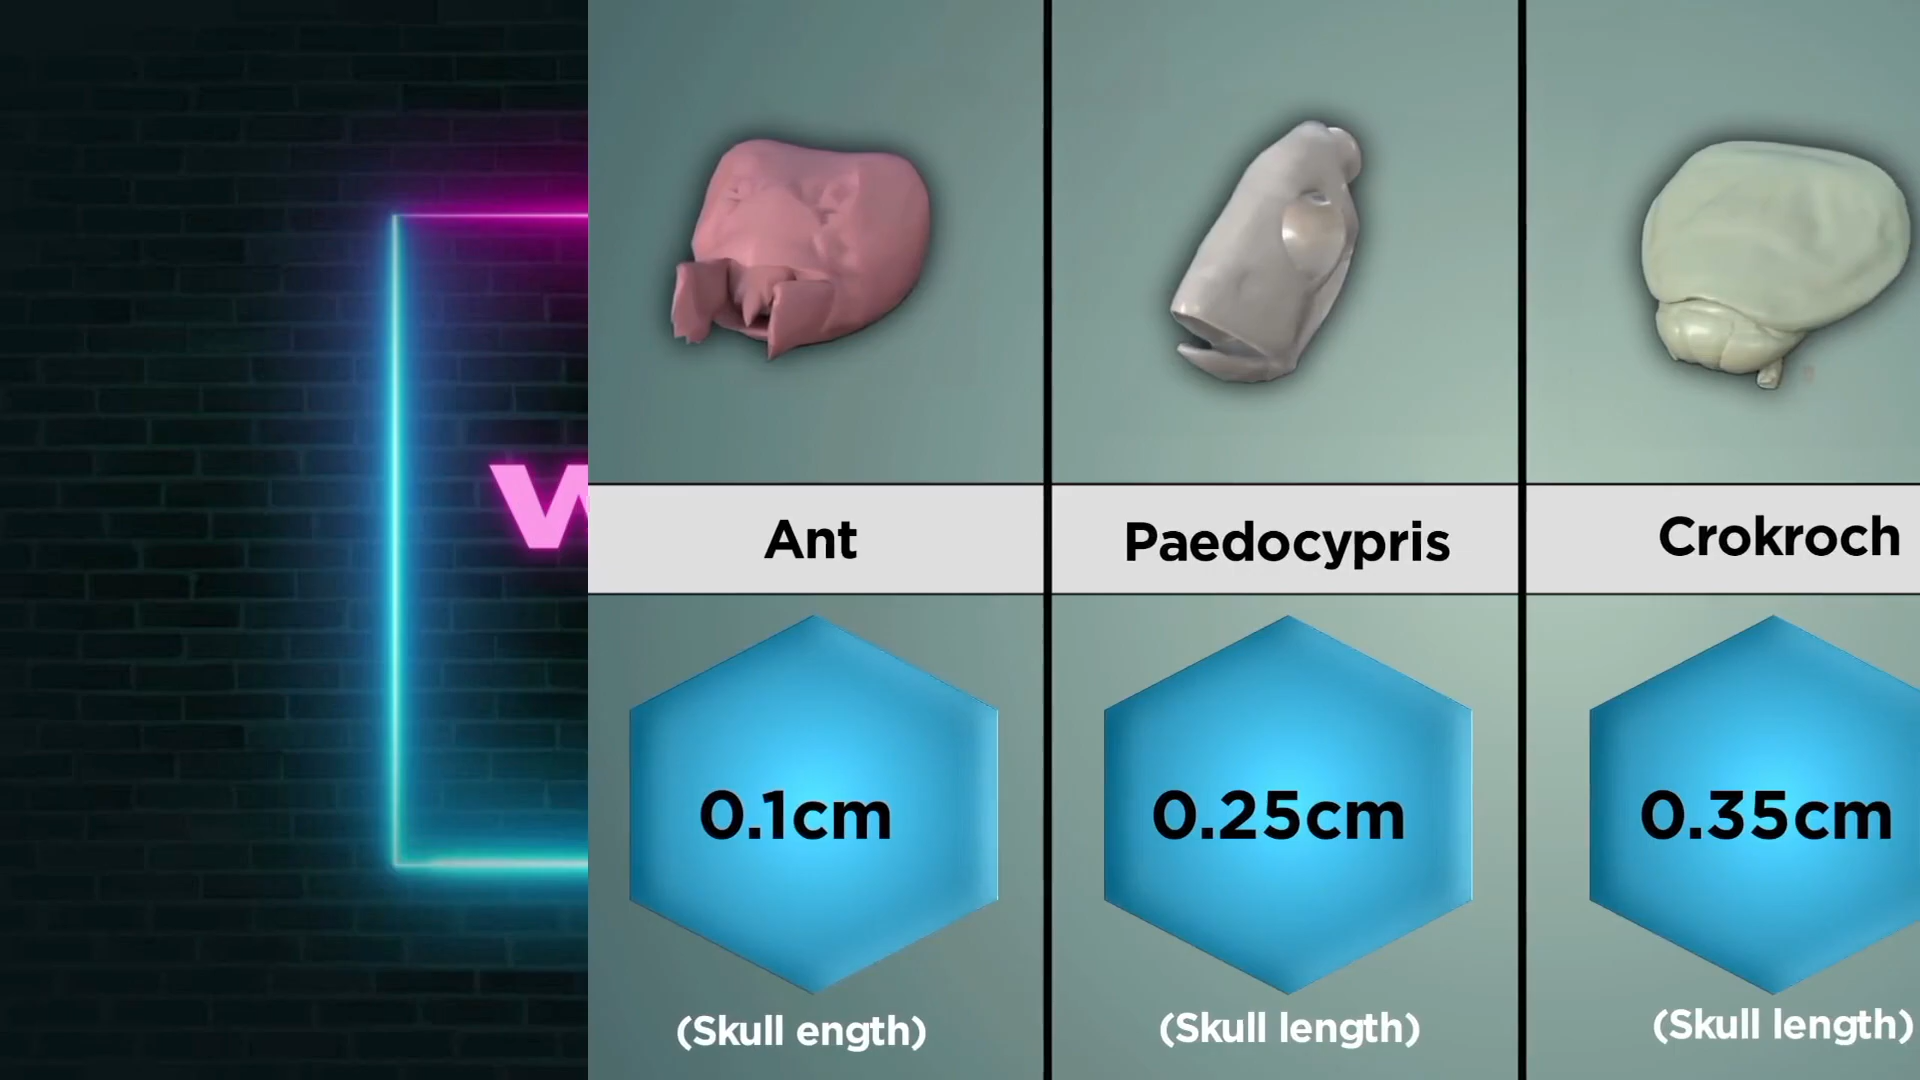 W
Ant
Paedocypris
Crokroch
0.1cm
0.25cm
0.35cm
(Skull ength)
(Skull length)
(Skull length)